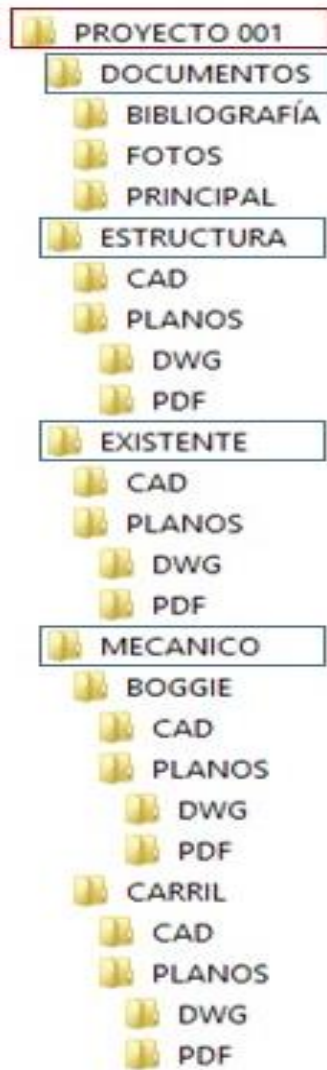 PROYECTO 001
DOCUMENTOS
BIBLIOGRAFÍA
FOTOS
PRINCIPAL
ESTRUCTURA
CAD
PLANOS
DWG
PDF
EXISTENTE
CAD
PLANOS
DWG
PDF
MECANICO
BOGGIE
CAD
PLANOS
DWG
PDF
CARRIL
CAD
PLANOS
DWG
PDF